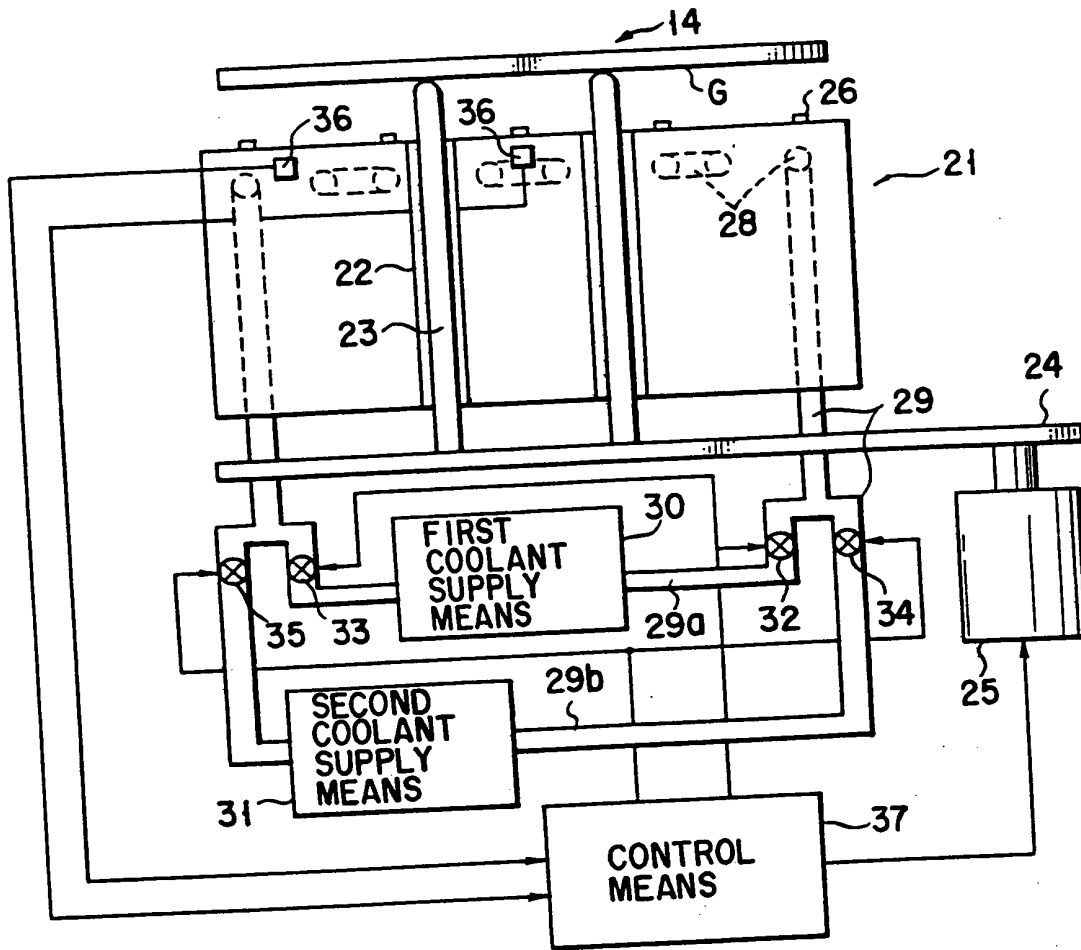 14
G
26
36
36
21
28
22
23
24
29
FIRST
COOLANT
SUPPLY
MEANS
30
35
33
32
34
29a
25
29b
SECOND
COOLANT
SUPPLY
MEANS
31
37
CONTROL
MEANS